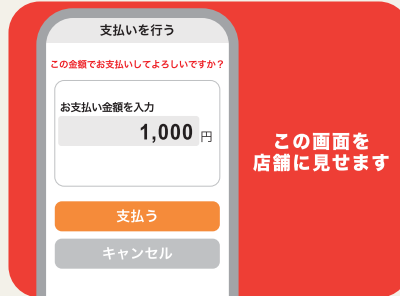 支払いを行う
この金額でお支払いしてよろしいですか？
お支払い金額を入力
1,000 円
支払う
キャンセル
この画面を
店舗に見せます